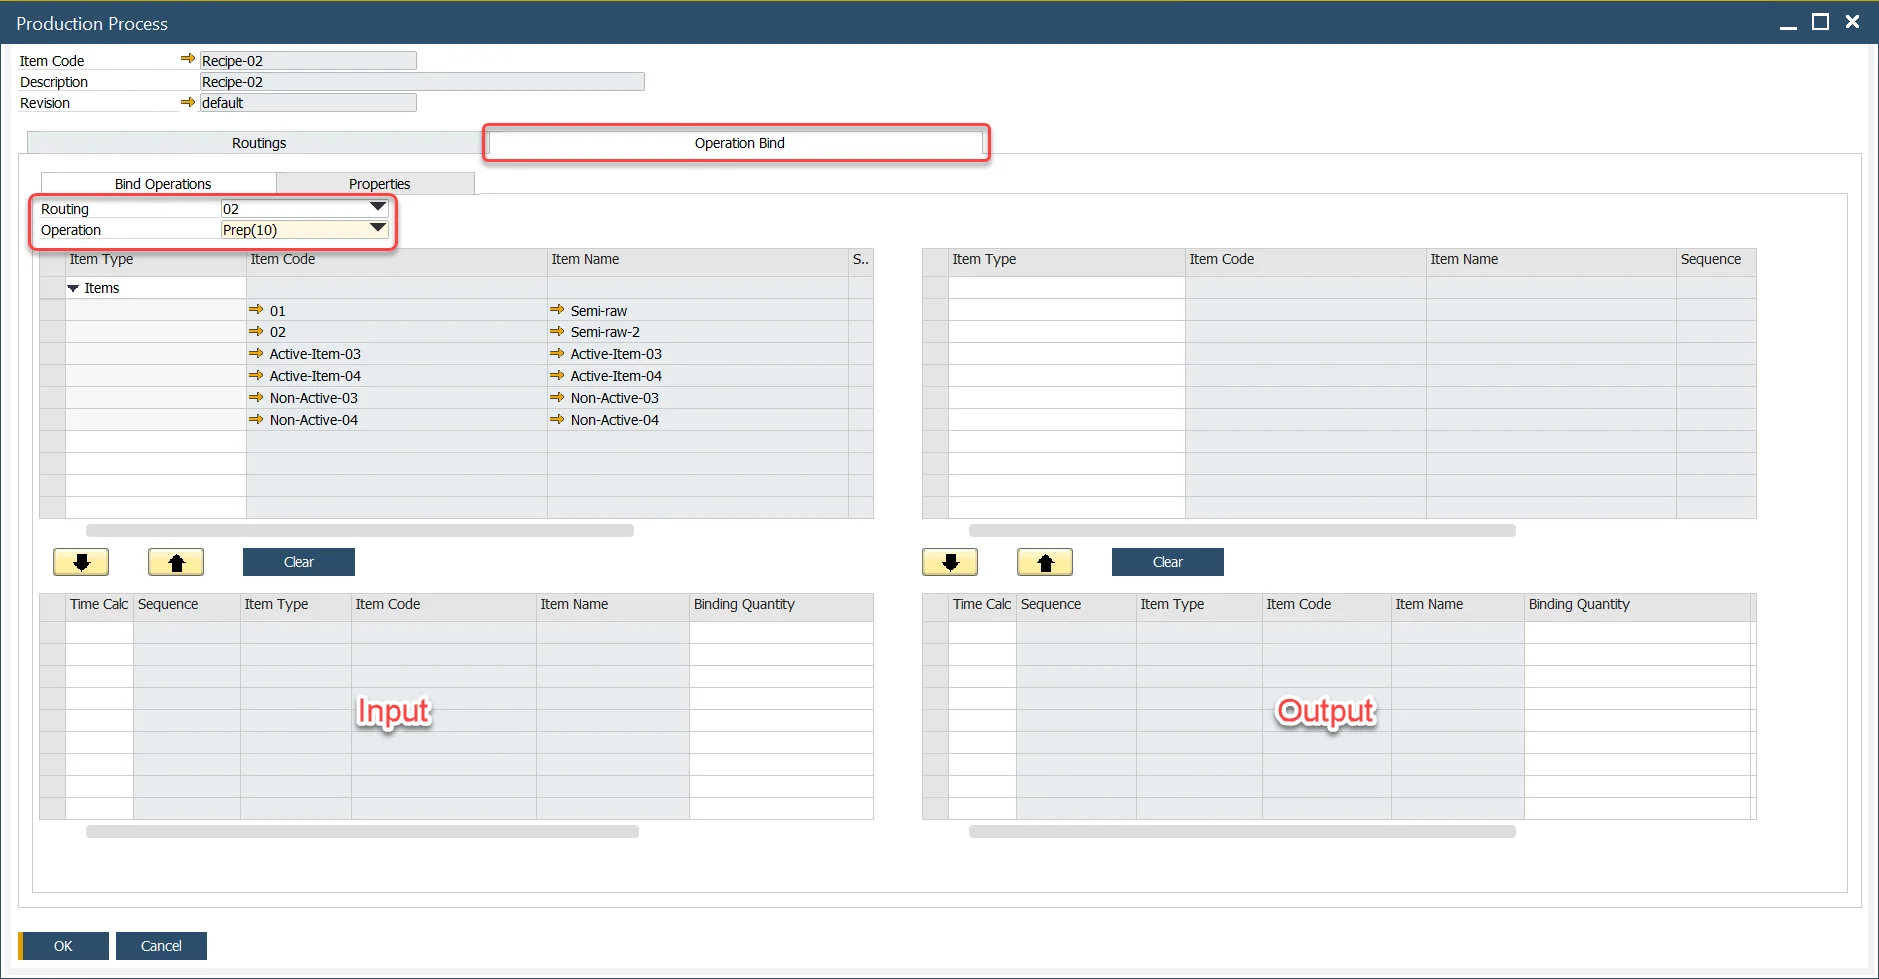 Production Process
Item Code Recipe-02
Description Recipe-02
Revision default
Routings Operation Bind
Bind Operations Properties
Routing 02
Operation Prep(10)
Item Type Item Code Item Name S.. Item Type Item Code Item Name Sequence
Items
01 Semi-raw
02 Semi-raw-2
Active-Item-03 Active-Item-03
Active-Item-04 Active-Item-04
Non-Active-03 Non-Active-03
Non-Active-04 Non-Active-04
Clear Clear
Time Calc Sequence Item Type Item Code Item Name Binding Quantity Time Calc Sequence Item Type Item Code Item Name Binding Quantity
Input Output
OK Cancel